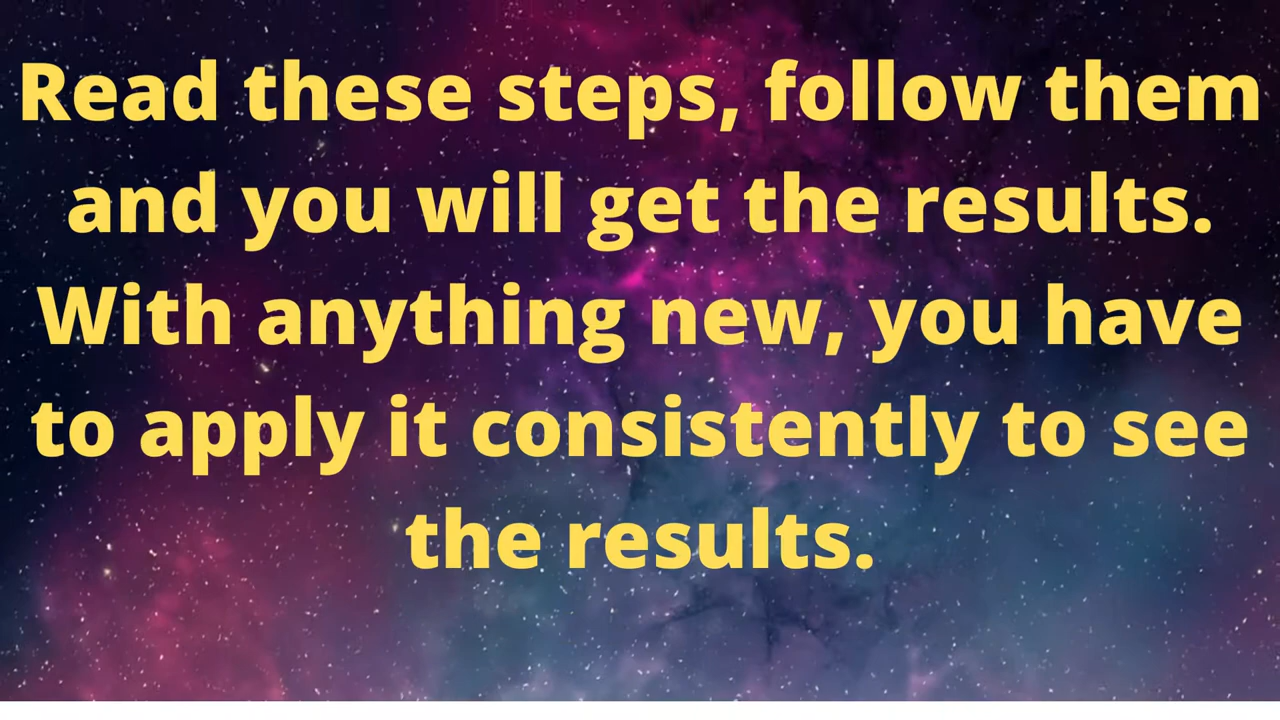 Read these steps, follow them
and you will get the results.
With anything new, you have
to apply it consistently to see
the results.